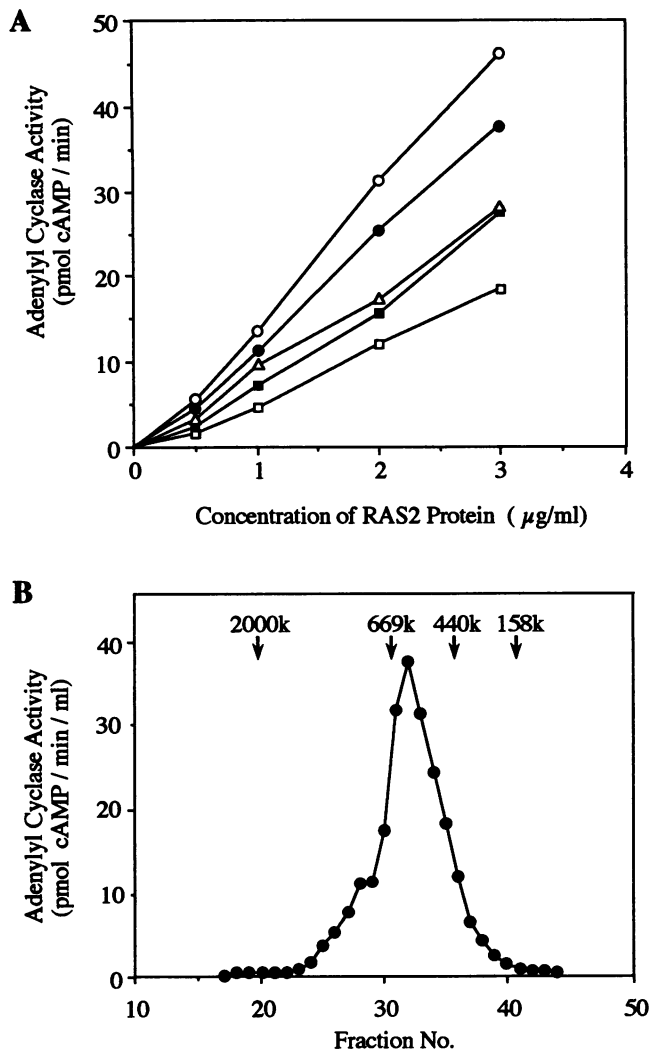 A
50
40
30
20
10
0
Adenylyl Cyclase Activity
(pmol cAMP / min)
0 1 2 3 4
Concentration of RAS2 Protein ( µg/ml)
B
2000k 669k 440k 158k
40
30
20
10
0
Adenylyl Cyclase Activity
(pmol cAMP / min / ml)
10 20 30 40 50
Fraction No.